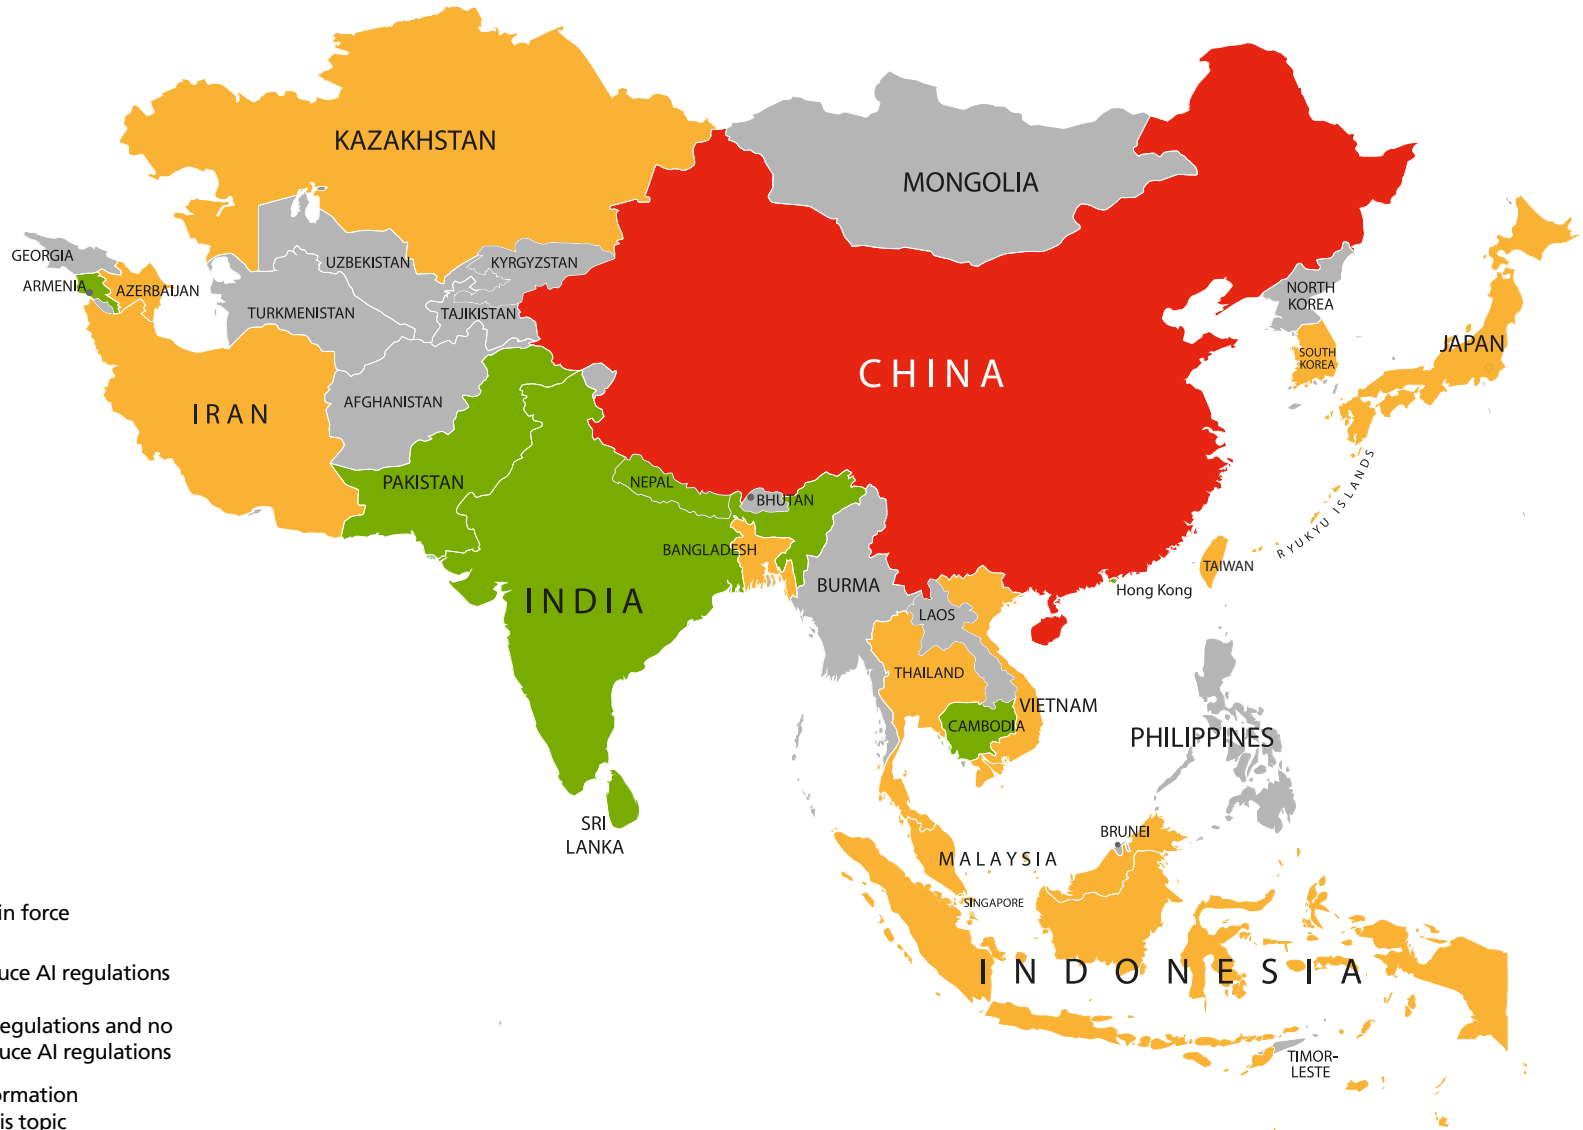 KAZAKHSTAN
MONGOLIA
GEORGIA
UZBEKISTAN
KYRGYZSTAN
ARMENIA
AZERBAIJAN
NORTH
KOREA
TURKMENISTAN
TAJIKISTAN
JAPAN
SOUTH
KOREA
CHINA
AFGHANISTAN
IRAN
PAKISTAN
NEPAL
BHUTAN
RYUKYU ISLANDS
BANGLADESH
TAIWAN
BURMA
Hong Kong
INDIA
LAOS
THAILAND
VIETNAM
CAMBODIA
PHILIPPINES
SRI
LANKA
BRUNEI
MALAYSIA
SINGAPORE
in force
uce AI regulations
INDONESIA
egulations and no
uce AI regulations
TIMOR-
LESTE
ormation
is topic